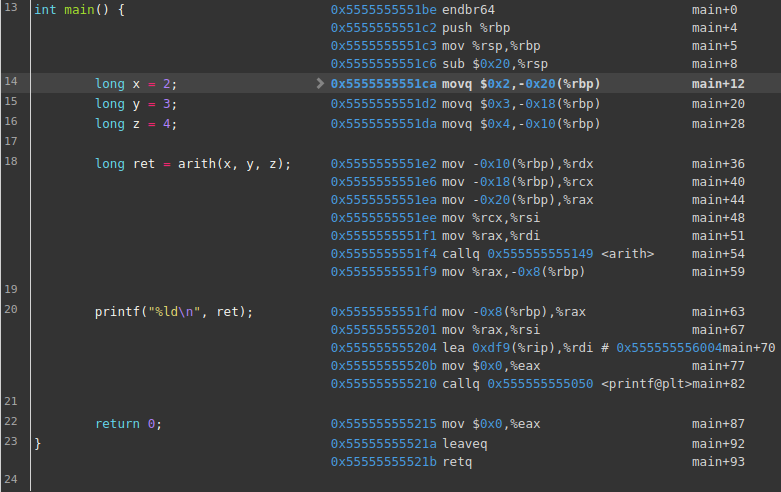 13 int main() { 0x5555555551be endbr64 main+0
0x5555555551c2 push %rbp main+4
0x5555555551c3 mov %rsp,%rbp main+5
0x5555555551c6 sub $0x20,%rsp main+8
14 long x = 2; 0x5555555551ca movq $0x2,-0x20(%rbp) main+12
15 long y = 3; 0x5555555551d2 movq $0x3,-0x18(%rbp) main+20
16 long z = 4; 0x5555555551da movq $0x4,-0x10(%rbp) main+28
17
18 long ret = arith(x, y, z); 0x5555555551e2 mov -0x10(%rbp),%rdx main+36
0x5555555551e6 mov -0x18(%rbp),%rcx main+40
0x5555555551ea mov -0x20(%rbp),%rax main+44
0x5555555551ee mov %rcx,%rsi main+48
0x5555555551f1 mov %rax,%rdi main+51
0x5555555551f4 callq 0x555555555149 <arith> main+54
0x5555555551f9 mov %rax,-0x8(%rbp) main+59
19
20 printf("%ld\n", ret); 0x5555555551fd mov -0x8(%rbp),%rax main+63
0x555555555201 mov %rax,%rsi main+67
0x555555555204 lea 0xdf9(%rip),%rdi # 0x555555556004main+70
0x55555555520b mov $0x0,%eax main+77
0x555555555210 callq 0x555555555050 <printf@plt>main+82
21
22 return 0; 0x555555555215 mov $0x0,%eax main+87
23 } 0x55555555521a leaveq main+92
0x55555555521b retq main+93
24